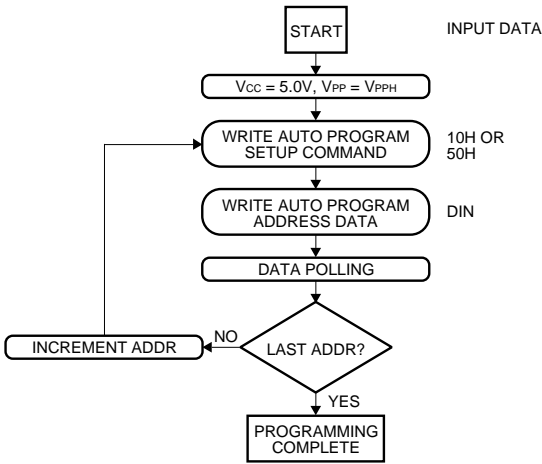 START
INPUT DATA
VCC = 5.0V, VPP = VPPH
WRITE AUTO PROGRAM
SETUP COMMAND
10H OR
50H
WRITE AUTO PROGRAM
ADDRESS DATA
DIN
DATA POLLING
LAST ADDR?
NO
INCREMENT ADDR
YES
PROGRAMMING
COMPLETE